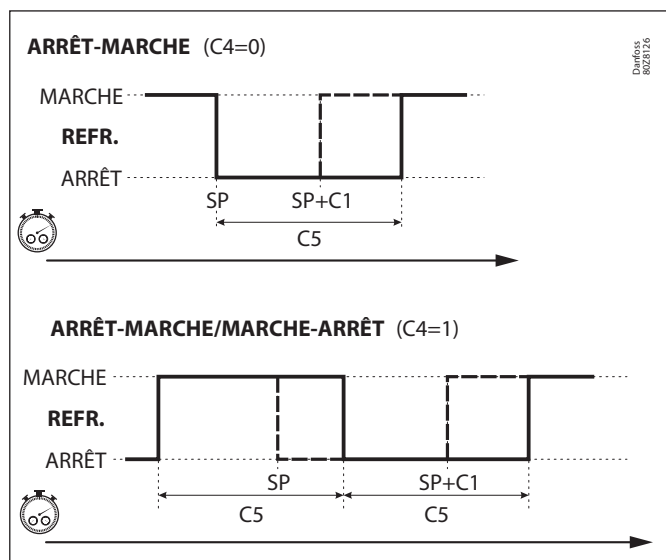 ARRÊT-MARCHE (C4=0)
Danfoss
80Z8126
MARCHE
REFR.
ARRÊT
SP SP+C1
C5
ARRÊT-MARCHE/MARCHE-ARRÊT (C4=1)
MARCHE
REFR.
ARRÊT
SP SP+C1
C5 C5